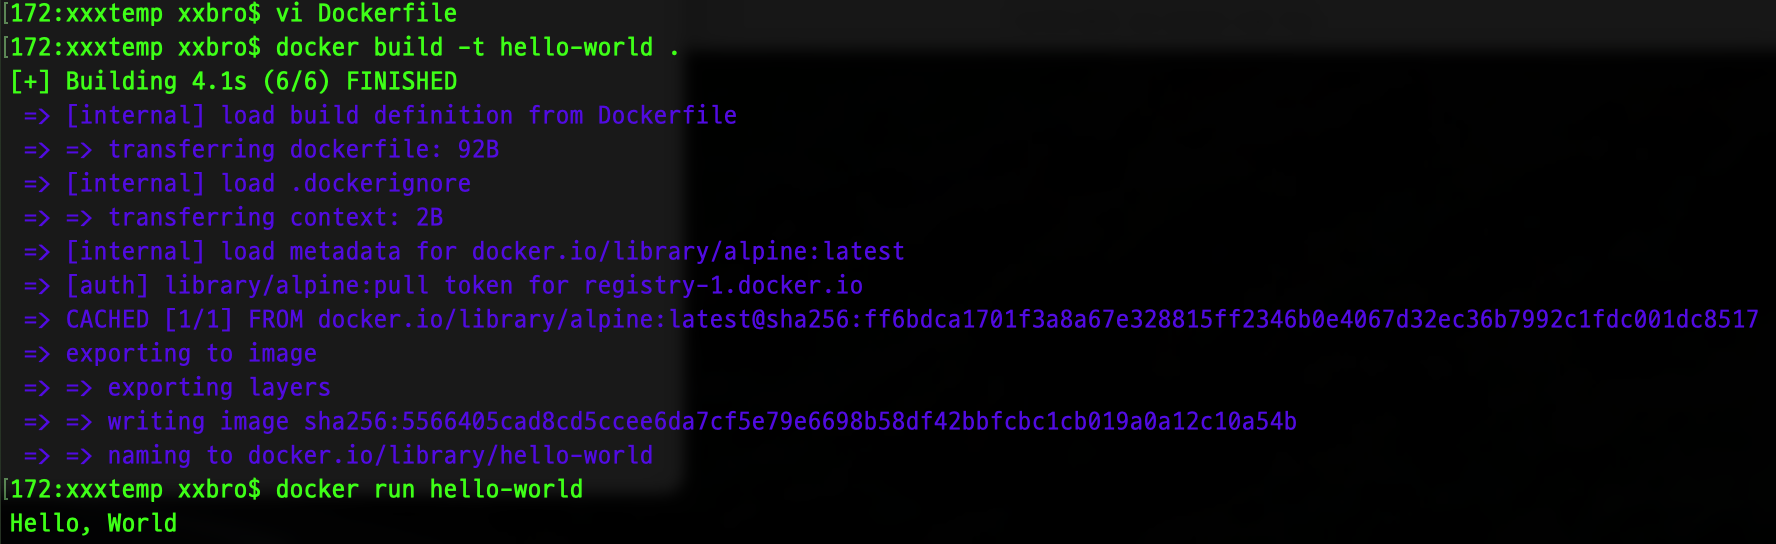 [172:xxxtemp xxbro$ vi Dockerfile
[172:xxxtemp xxbro$ docker build -t hello-world .
[+] Building 4.1s (6/6) FINISHED
=> [internal] load build definition from Dockerfile
=> => transferring dockerfile: 92B
=> [internal] load .dockerignore
=> => transferring context: 2B
=> [internal] load metadata for docker.io/library/alpine:latest
=> [auth] library/alpine:pull token for registry-1.docker.io
=> CACHED [1/1] FROM docker.io/library/alpine:latest@sha256:ff6bdca1701f3a8a67e328815ff2346b0e4067d32ec36b7992c1fdc001dc8517
=> exporting to image
=> => exporting layers
=> => writing image sha256:5566405cad8cd5ccee6da7cf5e79e6698b58df42bbfcbc1cb019a0a12c10a54b
=> => naming to docker.io/library/hello-world
[172:xxxtemp xxbro$ docker run hello-world
Hello, World